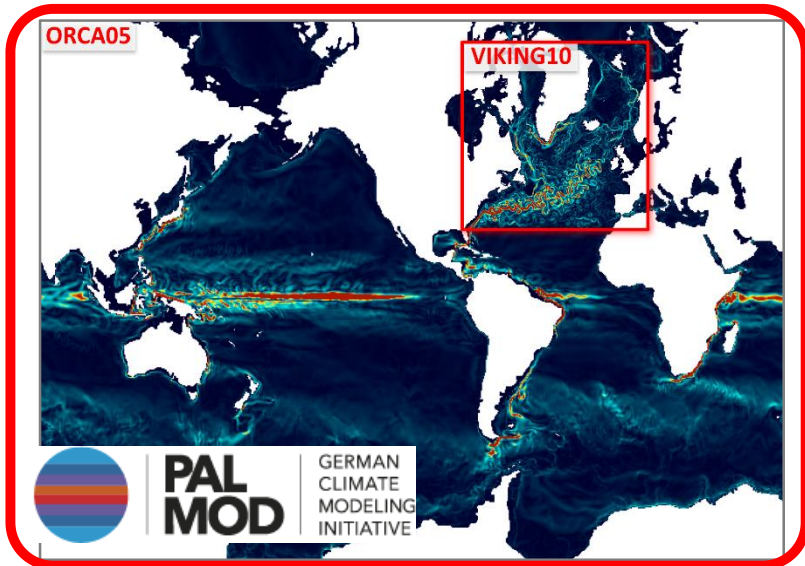 ORCA05
VIKING10
PAL
MOD
GERMAN
CLIMATE
MODELING
INITIATIVE